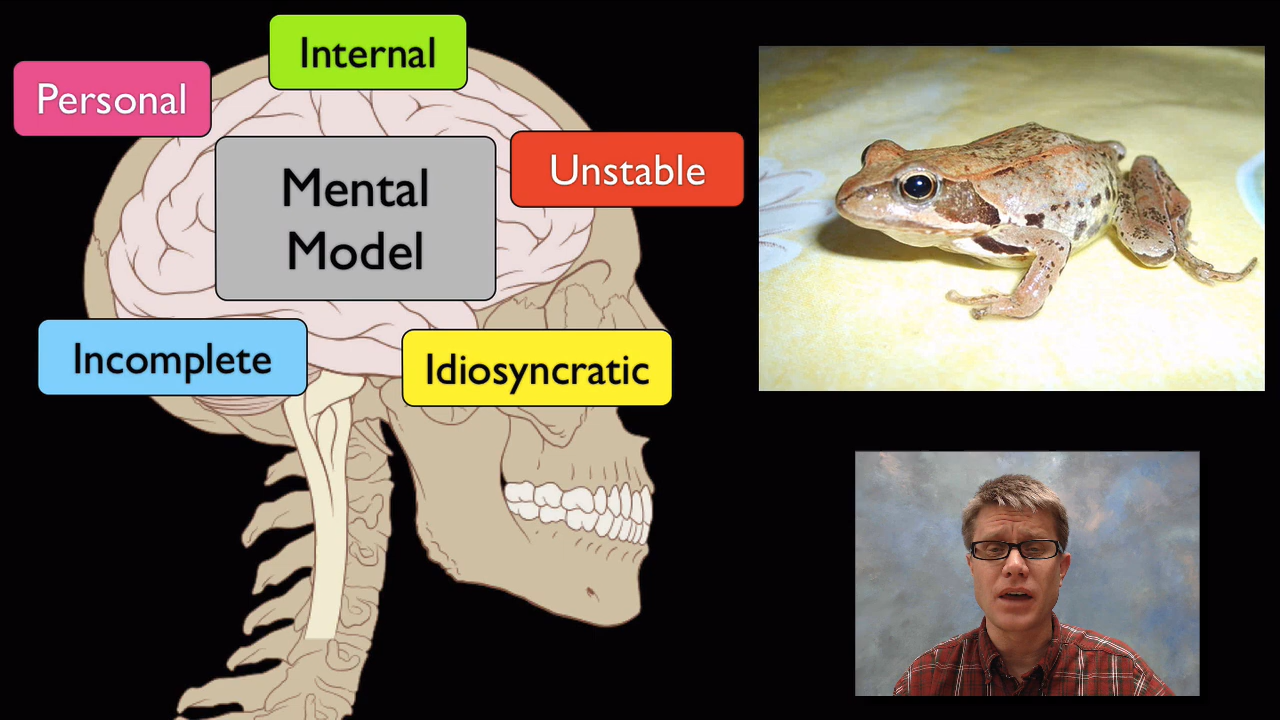 Internal
Personal
Unstable
Mental
Model
Incomplete
Idiosyncratic